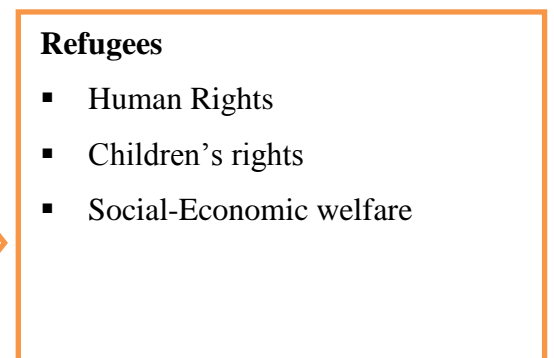 Refugees
▪ Human Rights
▪ Children’s rights
▪ Social-Economic welfare